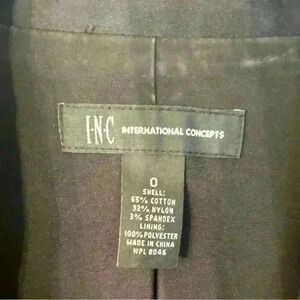 I·N·C INTERNATIONAL CONCEPTS
0
SHELL:
65% COTTON
32% NYLON
3% SPANDEX
LINING:
100%POLYESTER
MADE IN CHINA
WPL 8046